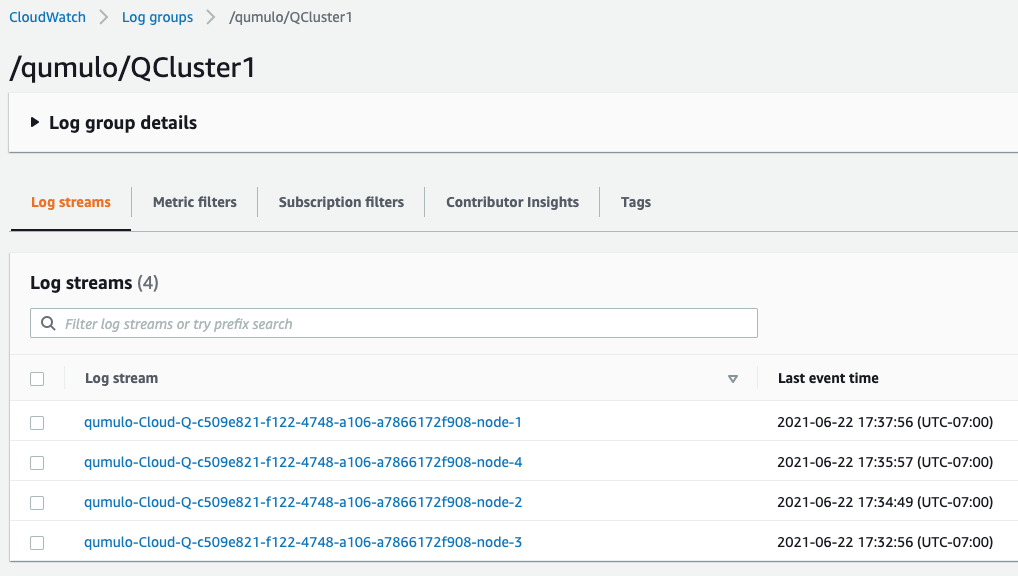 CloudWatch > Log groups > /qumulo/QCluster1
/qumulo/QCluster1
Log group details
Log streams Metric filters Subscription filters Contributor Insights Tags
Log streams (4)
Filter log streams or try prefix search
Log stream Last event time
qumulo-Cloud-Q-c509e821-f122-4748-a106-a7866172f908-node-1 2021-06-22 17:37:56 (UTC-07:00)
qumulo-Cloud-Q-c509e821-f122-4748-a106-a7866172f908-node-4 2021-06-22 17:35:57 (UTC-07:00)
qumulo-Cloud-Q-c509e821-f122-4748-a106-a7866172f908-node-2 2021-06-22 17:34:49 (UTC-07:00)
qumulo-Cloud-Q-c509e821-f122-4748-a106-a7866172f908-node-3 2021-06-22 17:32:56 (UTC-07:00)